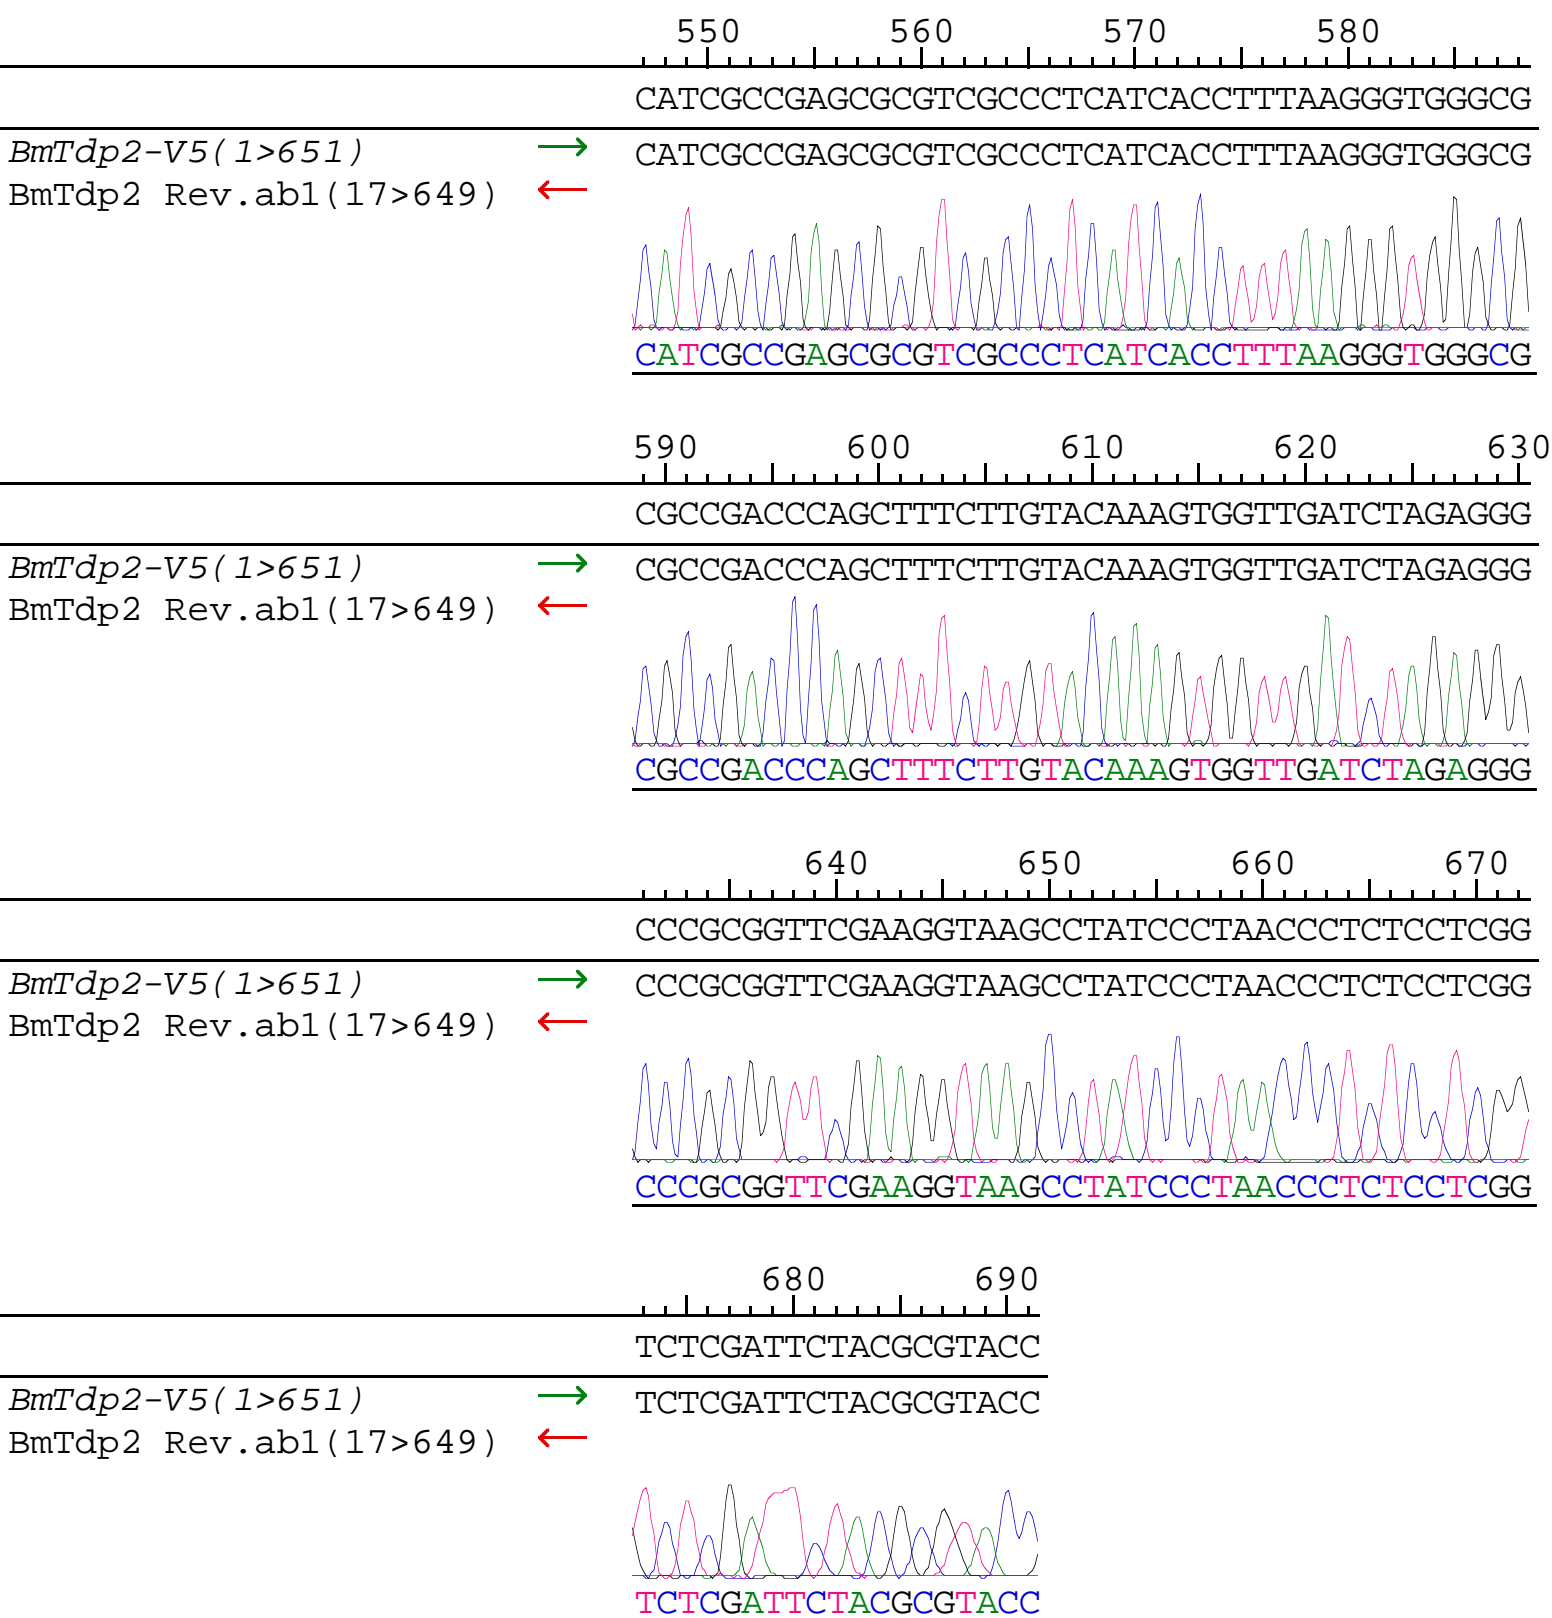 550 560 570 580
CATCGCCGAGCGCGTCGCCCTCATCACCTTTAAGGGTGGGCG
BmTdp2-V5(1>651) → CATCGCCGAGCGCGTCGCCCTCATCACCTTTAAGGGTGGGCG
BmTdp2 Rev.ab1(17>649) ←
CATCGCCGAGCGCGTCGCCCTCATCACCTTTAAGGGTGGGCG
590 600 610 620 630
CGCCGACCCAGCTTTCTTGTACAAAGTGGTTGATCTAGAGGG
BmTdp2-V5(1>651) → CGCCGACCCAGCTTTCTTGTACAAAGTGGTTGATCTAGAGGG
BmTdp2 Rev.ab1(17>649) ←
CGCCGACCCAGCTTTCTTGTACAAAGTGGTTGATCTAGAGGG
640 650 660 670
CCCGCGGTTCGAAGGTAAGCCTATCCCTAACCCTCTCCTCGG
BmTdp2-V5(1>651) → CCCGCGGTTCGAAGGTAAGCCTATCCCTAACCCTCTCCTCGG
BmTdp2 Rev.ab1(17>649) ←
CCCGCGGTTCGAAGGTAAGCCTATCCCTAACCCTCTCCTCGG
680 690
TCTCGATTCTACGCGTACC
BmTdp2-V5(1>651) → TCTCGATTCTACGCGTACC
BmTdp2 Rev.ab1(17>649) ←
TCTCGATTCTACGCGTACC